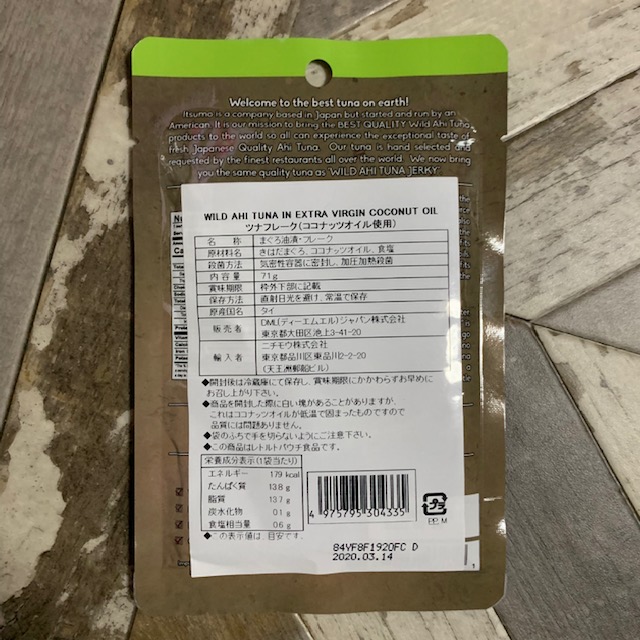 Welcome to the best tuna on earth!
Itsumo is a company based in Japan but started and run by an
American. It is our mission to bring the BEST QUALITY Wild Ahi Tuna
products to the world so all can experience the exceptional taste of
fresh Japanese Quality, Ahi Tuna. Our tuna is hand selected and
requested by the finest restaurants all over the world. We now bring
you the same quality tuna as "WILD AHI TUNA JERKY"
WILD AHI TUNA IN EXTRA VIRGIN COCONUT OIL
ツナフレーク(ココナッツオイル使用)
名称 まぐろ油漬・フレーク
原材料名 きはだまぐろ、ココナッツオイル、食塩
殺菌方法 気密性容器に密封し、加圧加熱殺菌
内容量 71g
賞味期限 枠外下部に記載
保存方法 直射日光を避け、常温で保存
原産国名 タイ
販売者 DML(ディーエムエル)ジャパン株式会社
東京都大田区池上3-41-20
輸入者 ニチモウ株式会社
東京都品川区東品川2-2-20
(天王洲郵船ビル)
◆開封後は冷蔵庫にて保存し、賞味期限にかかわらずお早めに
お召し上がり下さい。
◆商品を開封した際に白い塊があることがありますが、
これはココナッツオイルが低温で固まったものですので
品質には問題ありません。
◆袋のふちで手を切らないようにご注意下さい。
◆この商品はレトルトパウチ食品です。
栄養成分表示(1袋当たり)
エネルギー 179 kcal
たんぱく質 13.8 g
脂質 13.7 g
炭水化物 0.1 g
食塩相当量 0.6 g
◆この表示値は、目安です。
4 975795 304335
プラ
PP, M
84YF8F1920FC D
2020.03.14